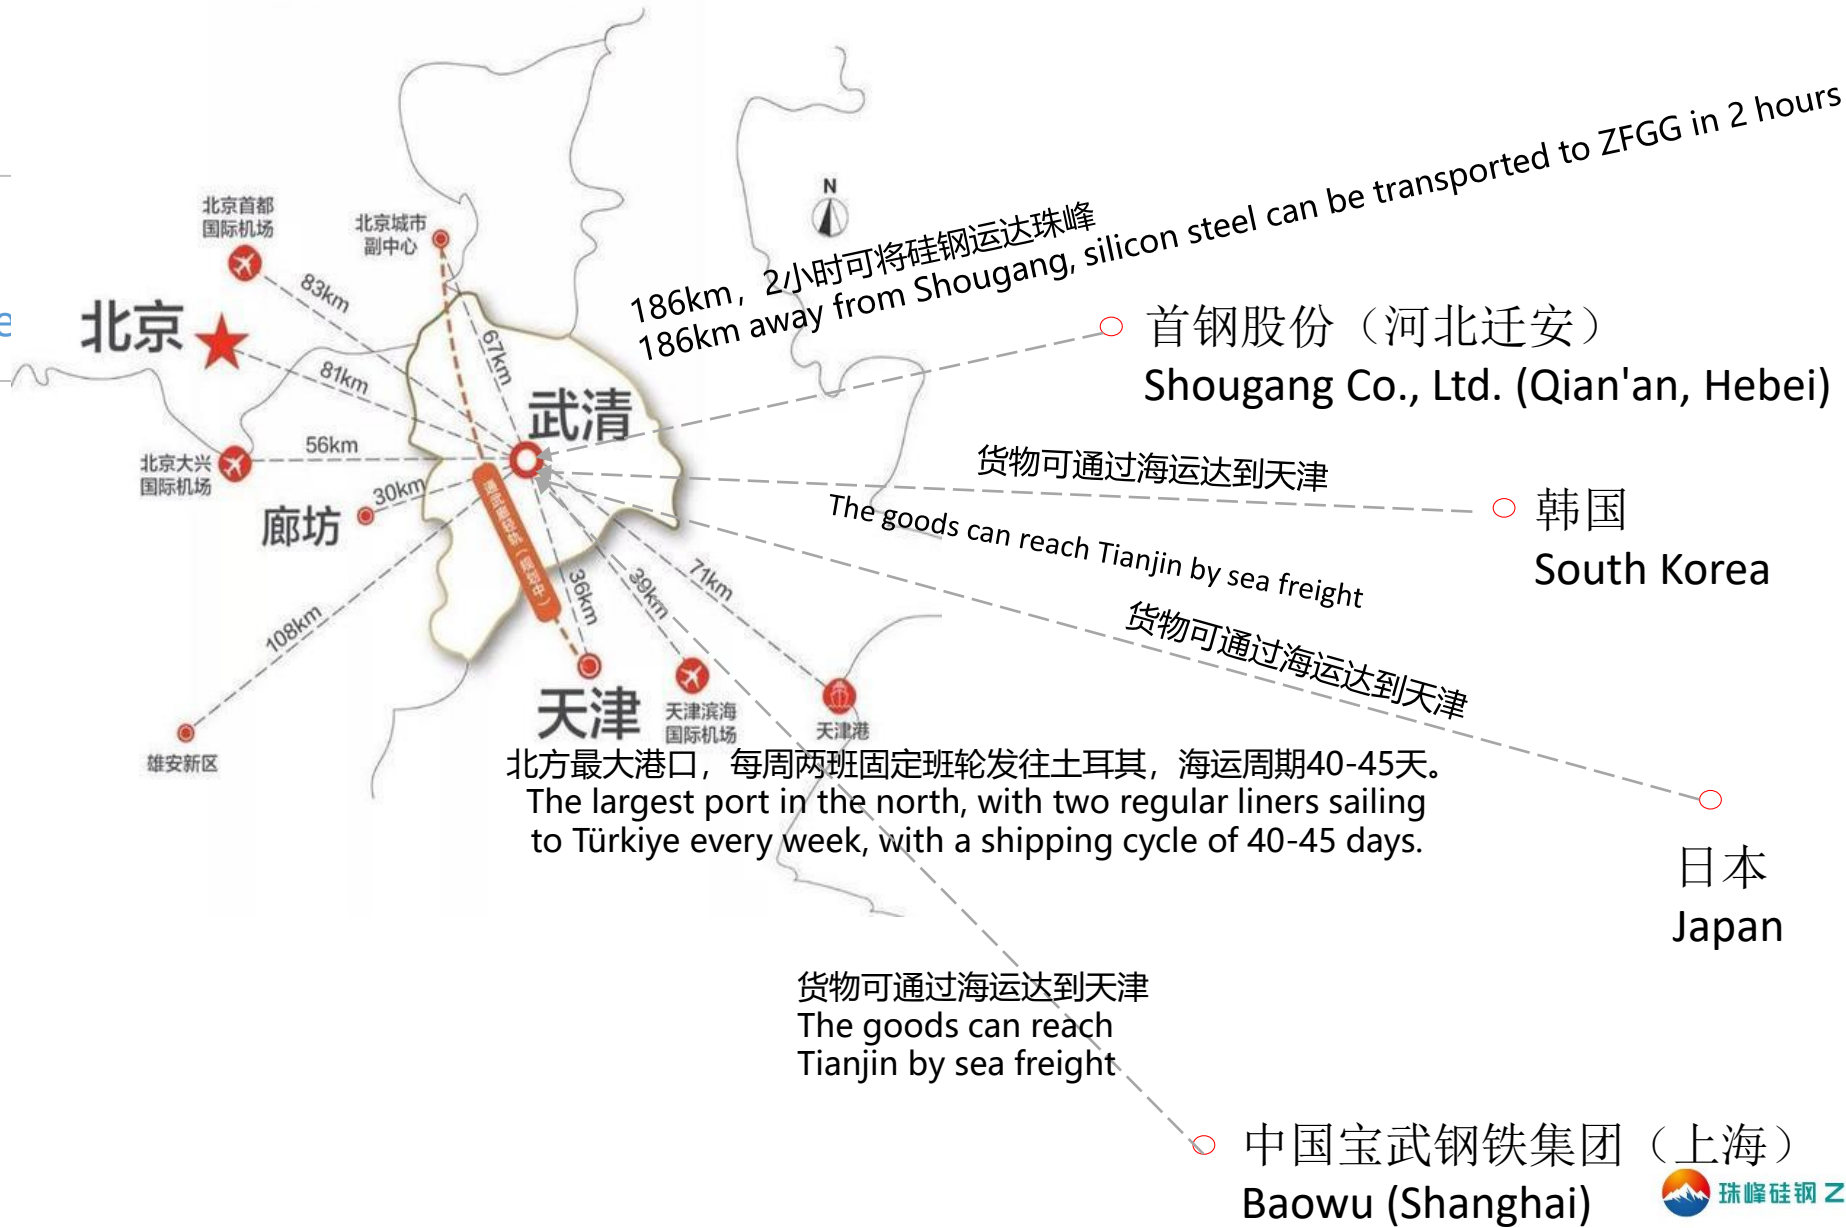 N
186km，2小时可将硅钢运达珠峰
186km away from Shougang, silicon steel can be transported to ZFGG in 2 hours
北京首都
国际机场
北京城市
副中心
83km
67km
北京
81km
武清
首钢股份（河北迁安）
Shougang Co., Ltd. (Qian'an, Hebei)
56km
北京大兴
国际机场
30km
廊坊
货物可通过海运达到天津
The goods can reach Tianjin by sea freight
韩国
South Korea
通武廊轻轨（规划中）
36km
39km
71km
108km
货物可通过海运达到天津
天津
天津滨海
国际机场
天津港
雄安新区
北方最大港口，每周两班固定班轮发往土耳其，海运周期40-45天。
The largest port in the north, with two regular liners sailing
to Türkiye every week, with a shipping cycle of 40-45 days.
日本
Japan
货物可通过海运达到天津
The goods can reach
Tianjin by sea freight
中国宝武钢铁集团（上海）
Baowu (Shanghai)
珠峰硅钢 Z